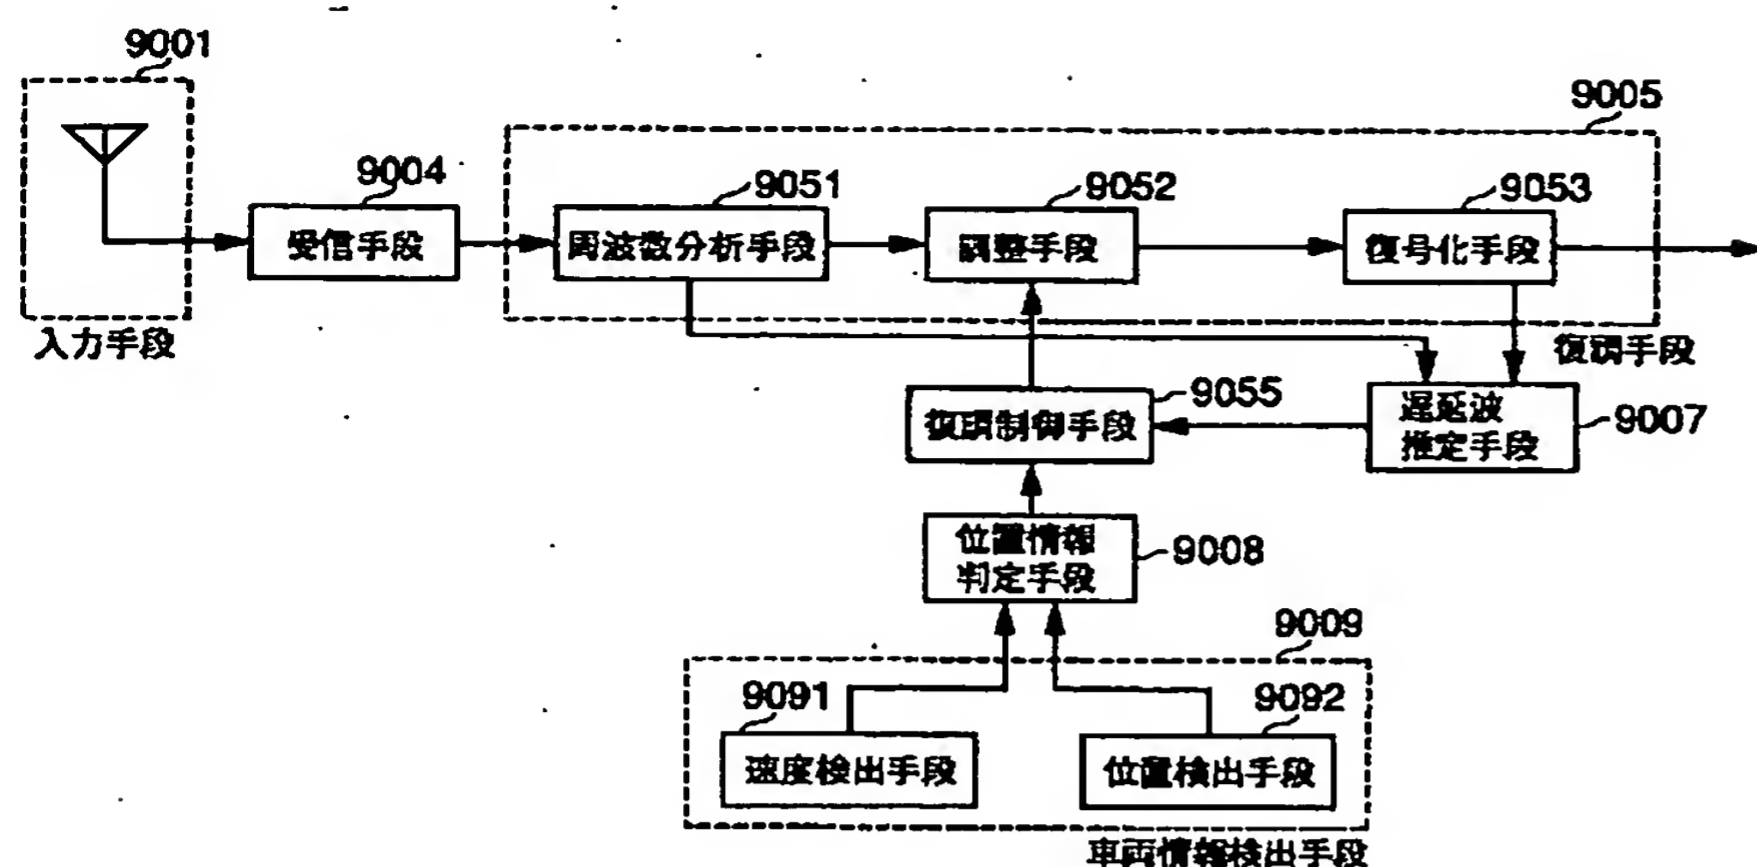 9001
9005
9004
9051
9052
9053
受信手段
周波数分析手段
調整手段
復号化手段
入力手段
復調手段
9055
復調制御手段
遅延波
推定手段
9007
位置情報
判定手段
9008
9009
9091
9092
速度検出手段
位置検出手段
車両情報検出手段